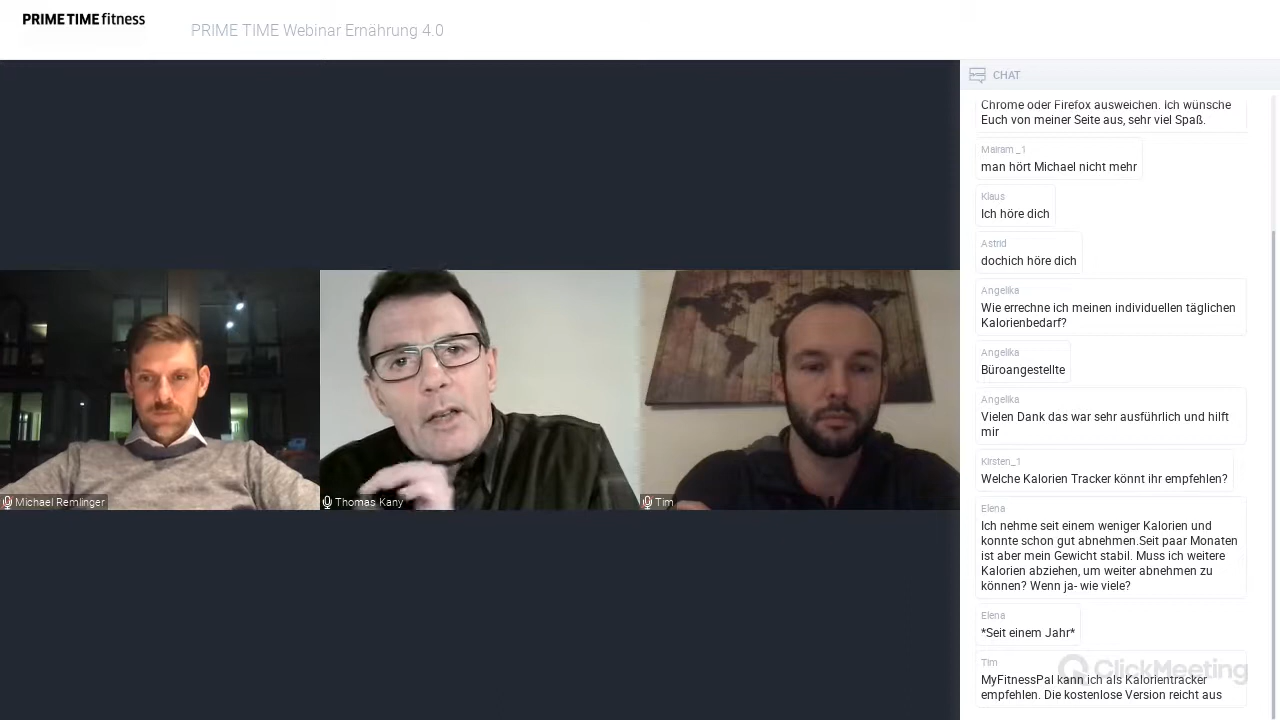 PRIME TIME fitness
PRIME TIME Webinar Ernährung 4.0
CHAT
Chrome oder Firefox ausweichen. Ich wünsche
Euch von meiner Seite aus, sehr viel Spaß.
Mairam _1
man hört Michael nicht mehr
Klaus
Ich höre dich
Astrid
dochich höre dich
Angelika
Wie errechne ich meinen individuellen täglichen
Kalorienbedarf?
Angelika
Büroangestellte
Angelika
Vielen Dank das war sehr ausführlich und hilft
mir
Kirsten_1
Welche Kalorien Tracker könnt ihr empfehlen?
Elena
Ich nehme seit einem weniger Kalorien und
konnte schon gut abnehmen.Seit paar Monaten
ist aber mein Gewicht stabil. Muss ich weitere
Kalorien abziehen, um weiter abnehmen zu
können? Wenn ja- wie viele?
Elena
*Seit einem Jahr*
Tim
MyFitnessPal kann ich als Kalorientracker
empfehlen. Die kostenlose Version reicht aus
ClickMeeting
Michael Remlinger
Thomas Kany
Tim